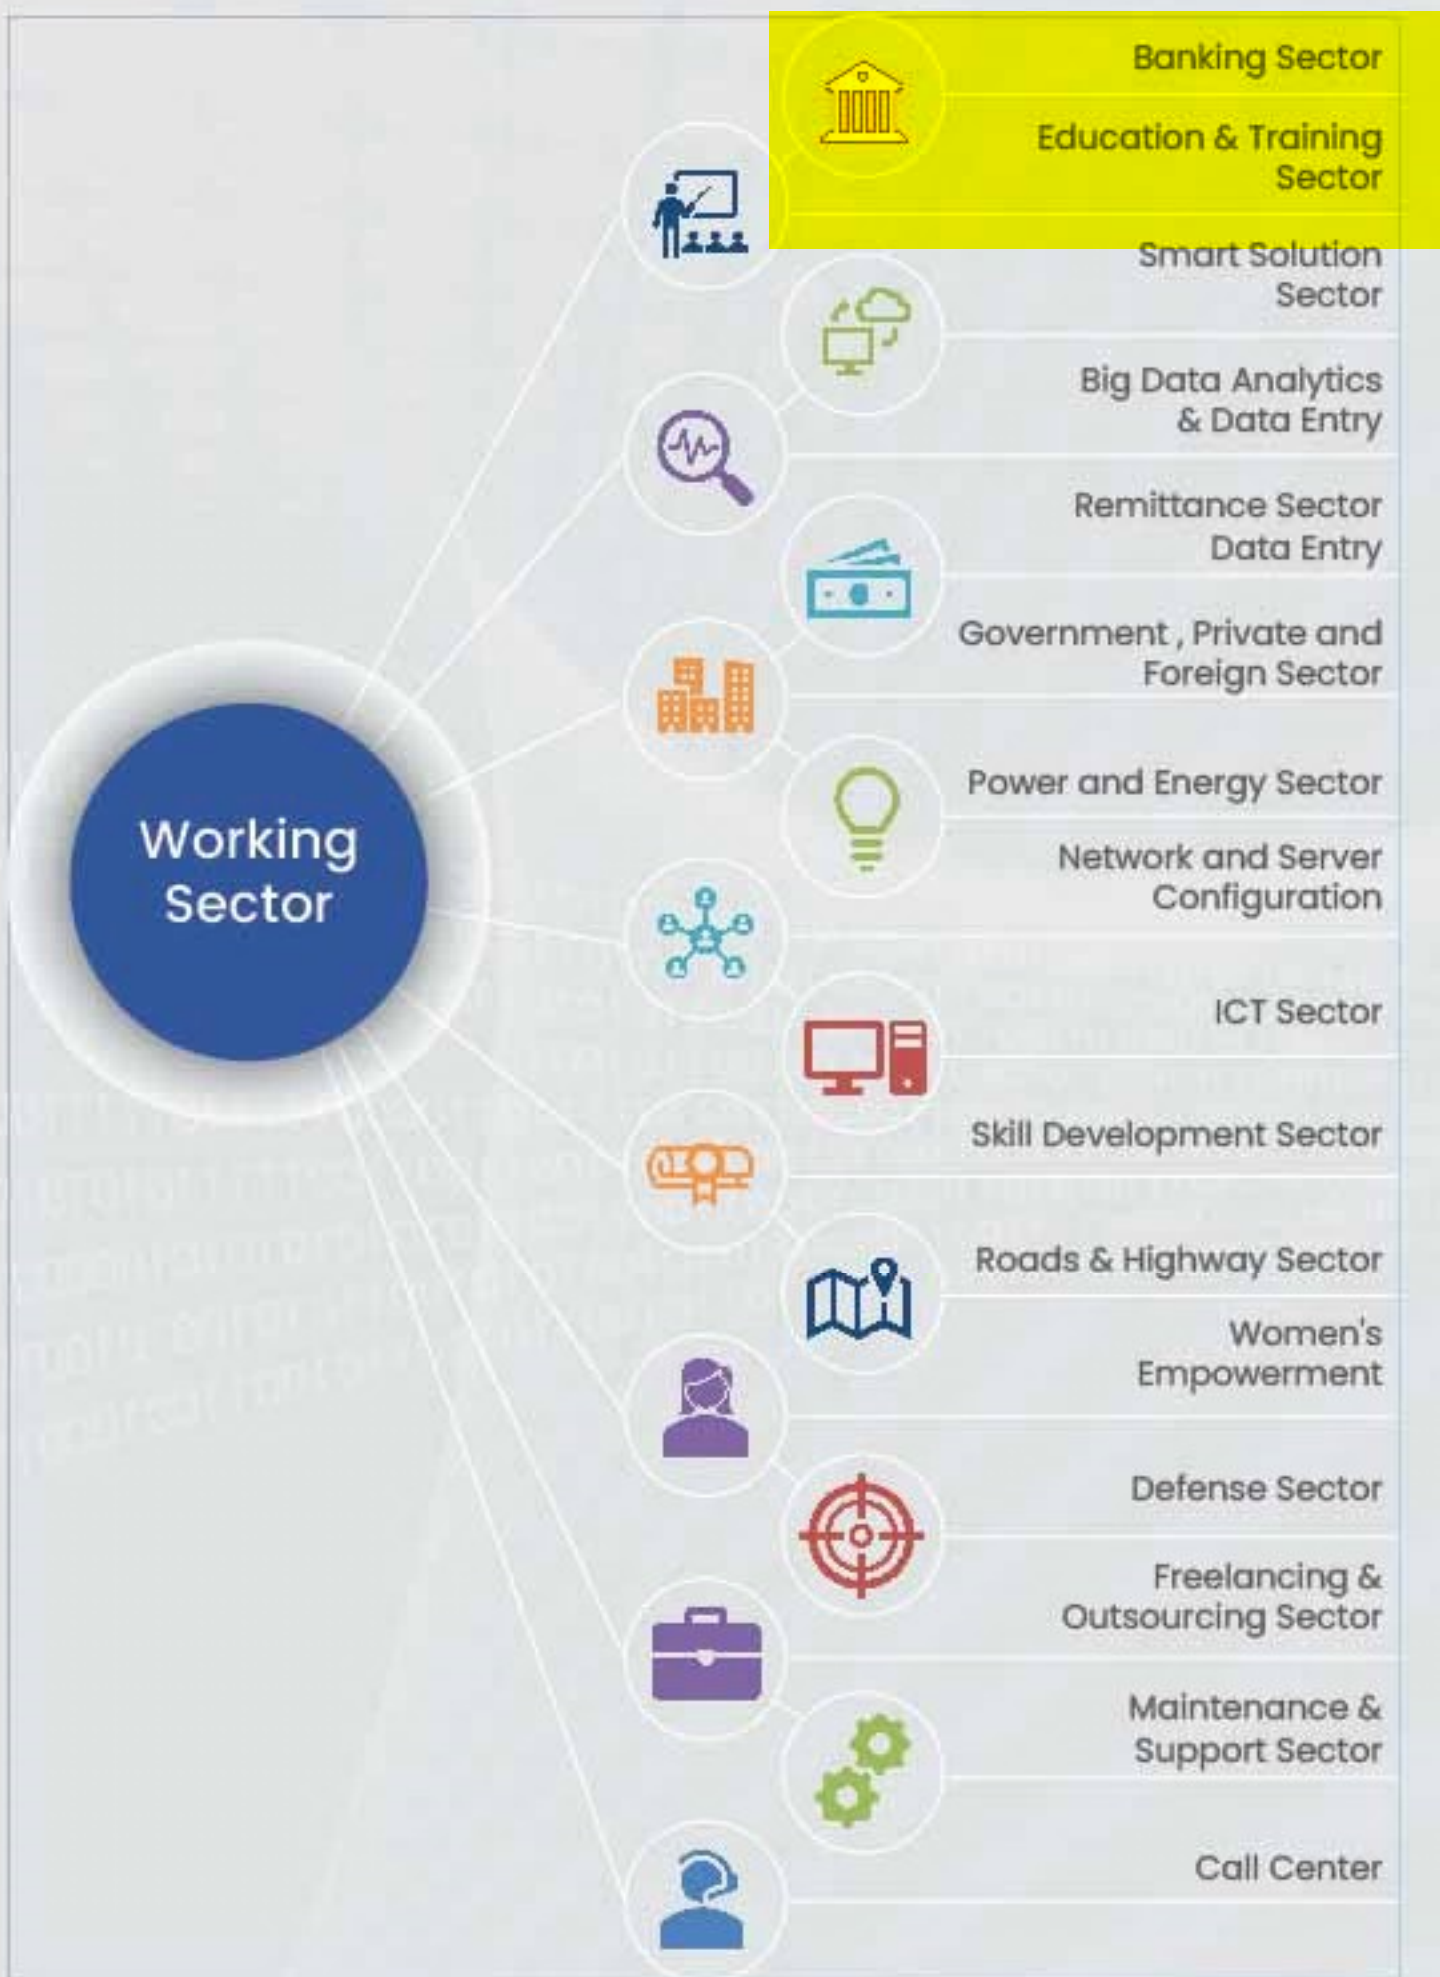 Banking Sector
Education & Training
Sector
Smart Solution
Sector
Big Data Analytics
& Data Entry
Remittance Sector
Data Entry
Government , Private and
Foreign Sector
Power and Energy Sector
Working
Sector
Network and Server
Configuration
ICT Sector
Skill Development Sector
Roads & Highway Sector
Women's
Empowerment
Defense Sector
Freelancing &
Outsourcing Sector
Maintenance &
Support Sector
Call Center